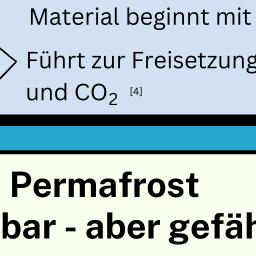 Material beginnt mit
Führt zur Freisetzung
und CO₂ [4]
Permafrost
bar - aber gefäh